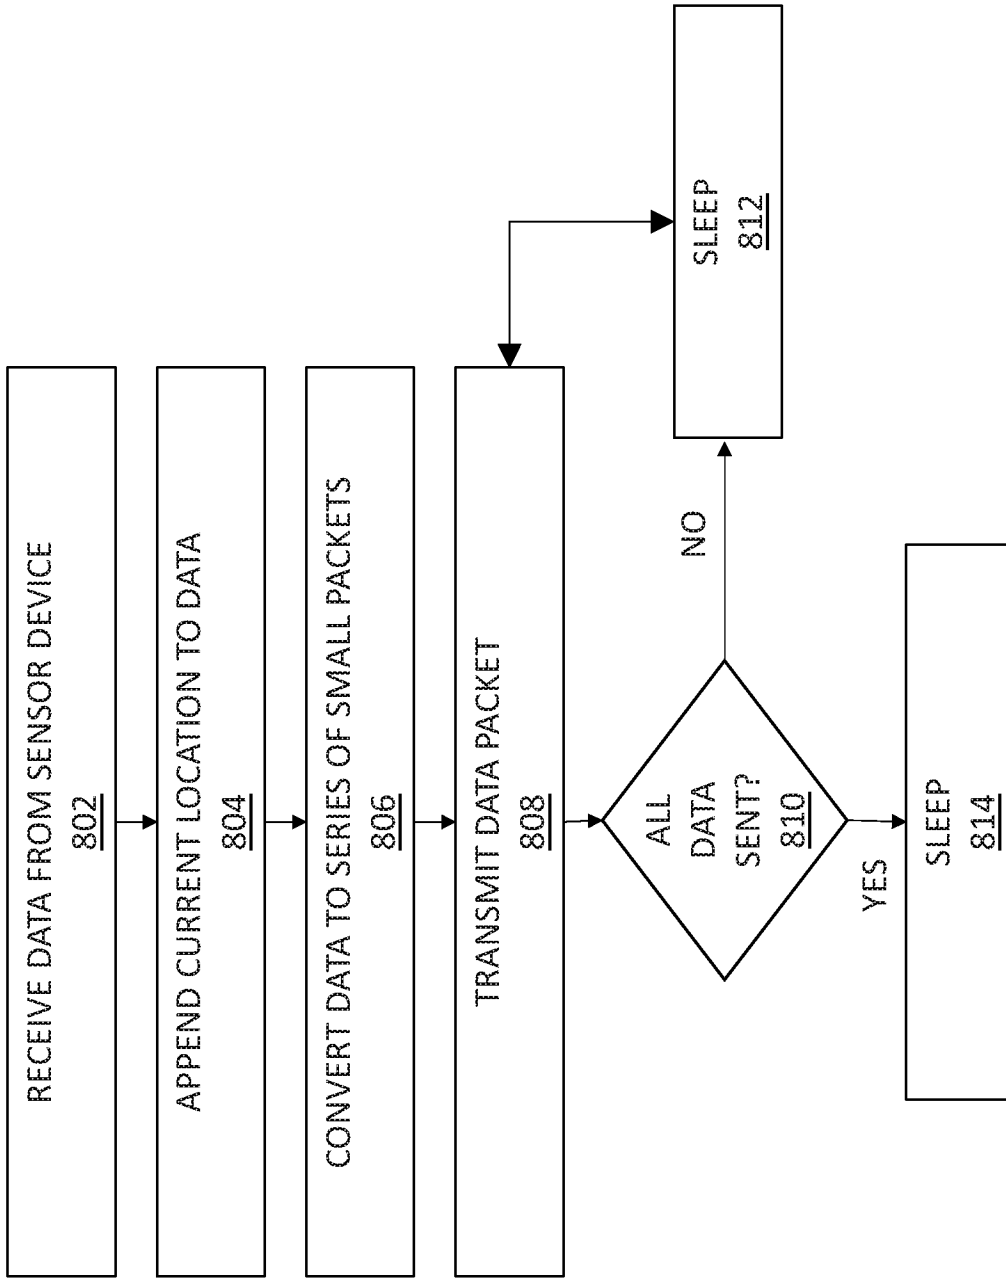 RECEIVE DATA FROM SENSOR DEVICE
802
APPEND CURRENT LOCATION TO DATA
804
CONVERT DATA TO SERIES OF SMALL PACKETS
806
TRANSMIT DATA PACKET
808
ALL
DATA
SENT?
810
NO
SLEEP
812
YES
SLEEP
814